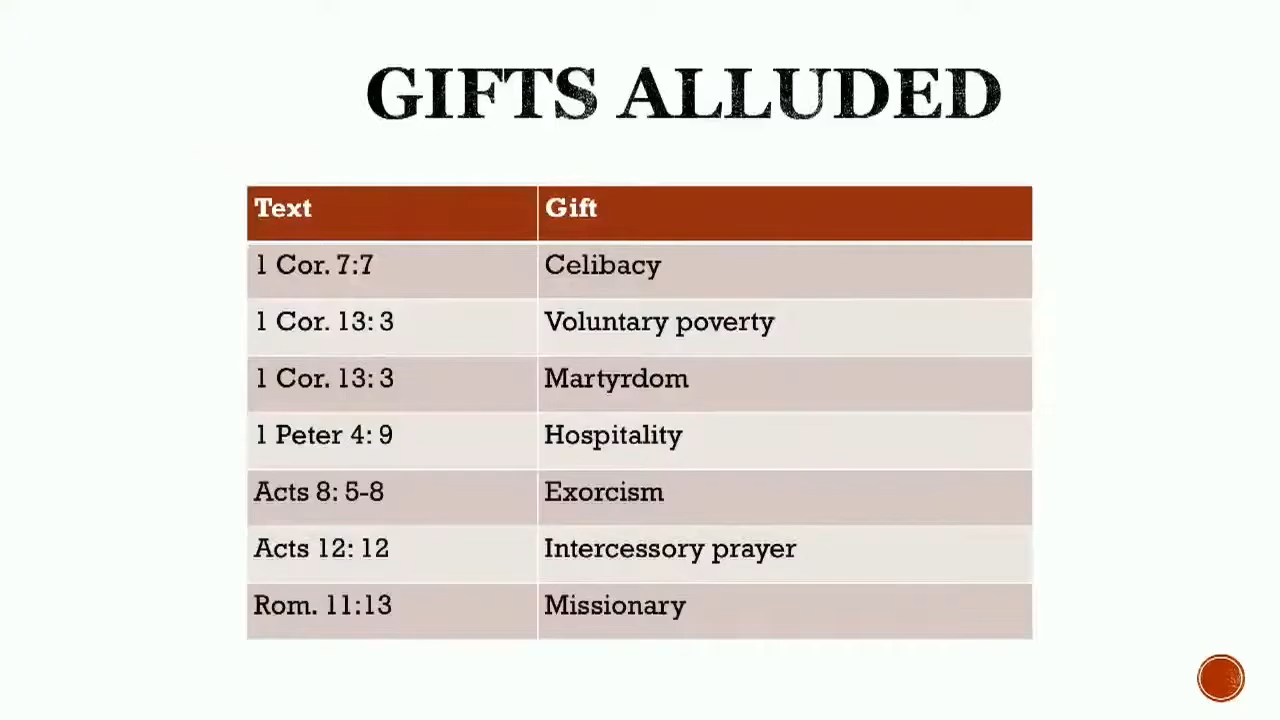 GIFTS ALLUDED
Text Gift
1 Cor. 7:7 Celibacy
1 Cor. 13: 3 Voluntary poverty
1 Cor. 13: 3 Martyrdom
1 Peter 4: 9 Hospitality
Acts 8: 5-8 Exorcism
Acts 12: 12 Intercessory prayer
Rom. 11:13 Missionary